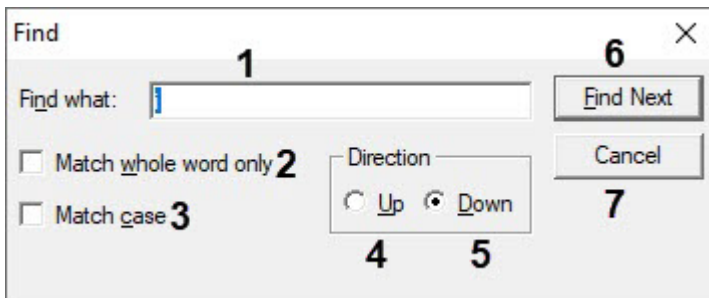 Find
1
6
Find what:
Find Next
Match whole word only 2
Direction
Cancel
Match case 3
Up
Down
7
4
5